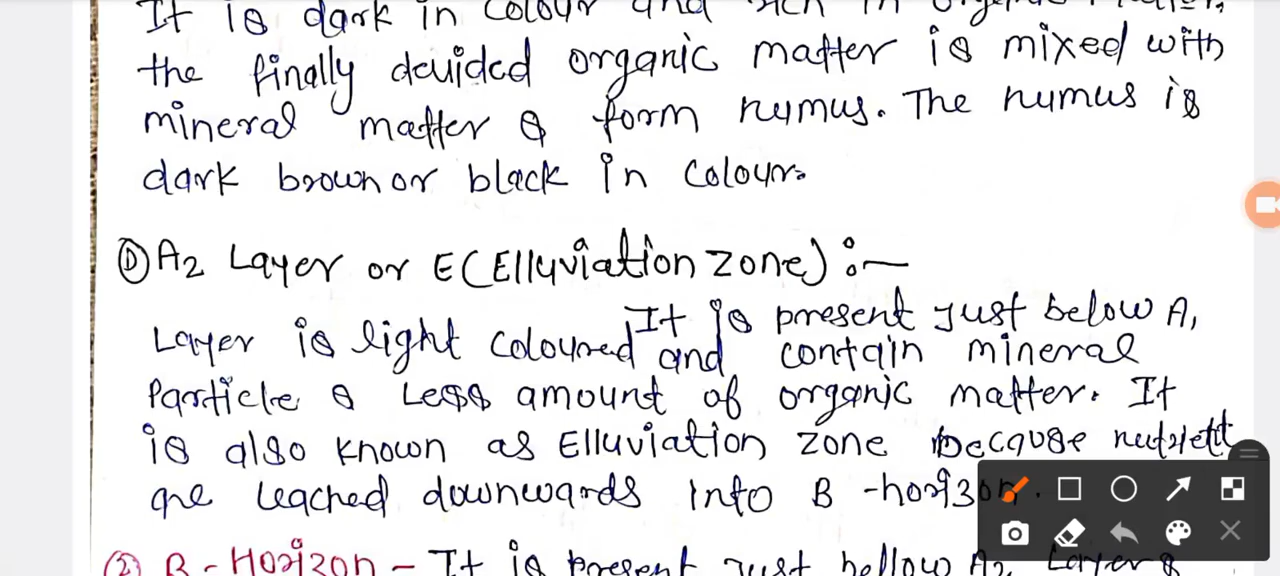 It is dark in colour and rich in organic matter,
the finally devided organic matter is mixed with
mineral matter & form humus. The humus is
dark brown or black in colour.
(b) A2 Layer or E (Elluviation zone) :-
It is present just below A1
Layer is light coloured and contain mineral
Particle & Less amount of organic matter. It
is also known as Elluviation zone because
are leached downwards into B-horizon.
(2) B-Horizon - It is present just bellow A2 Layer &